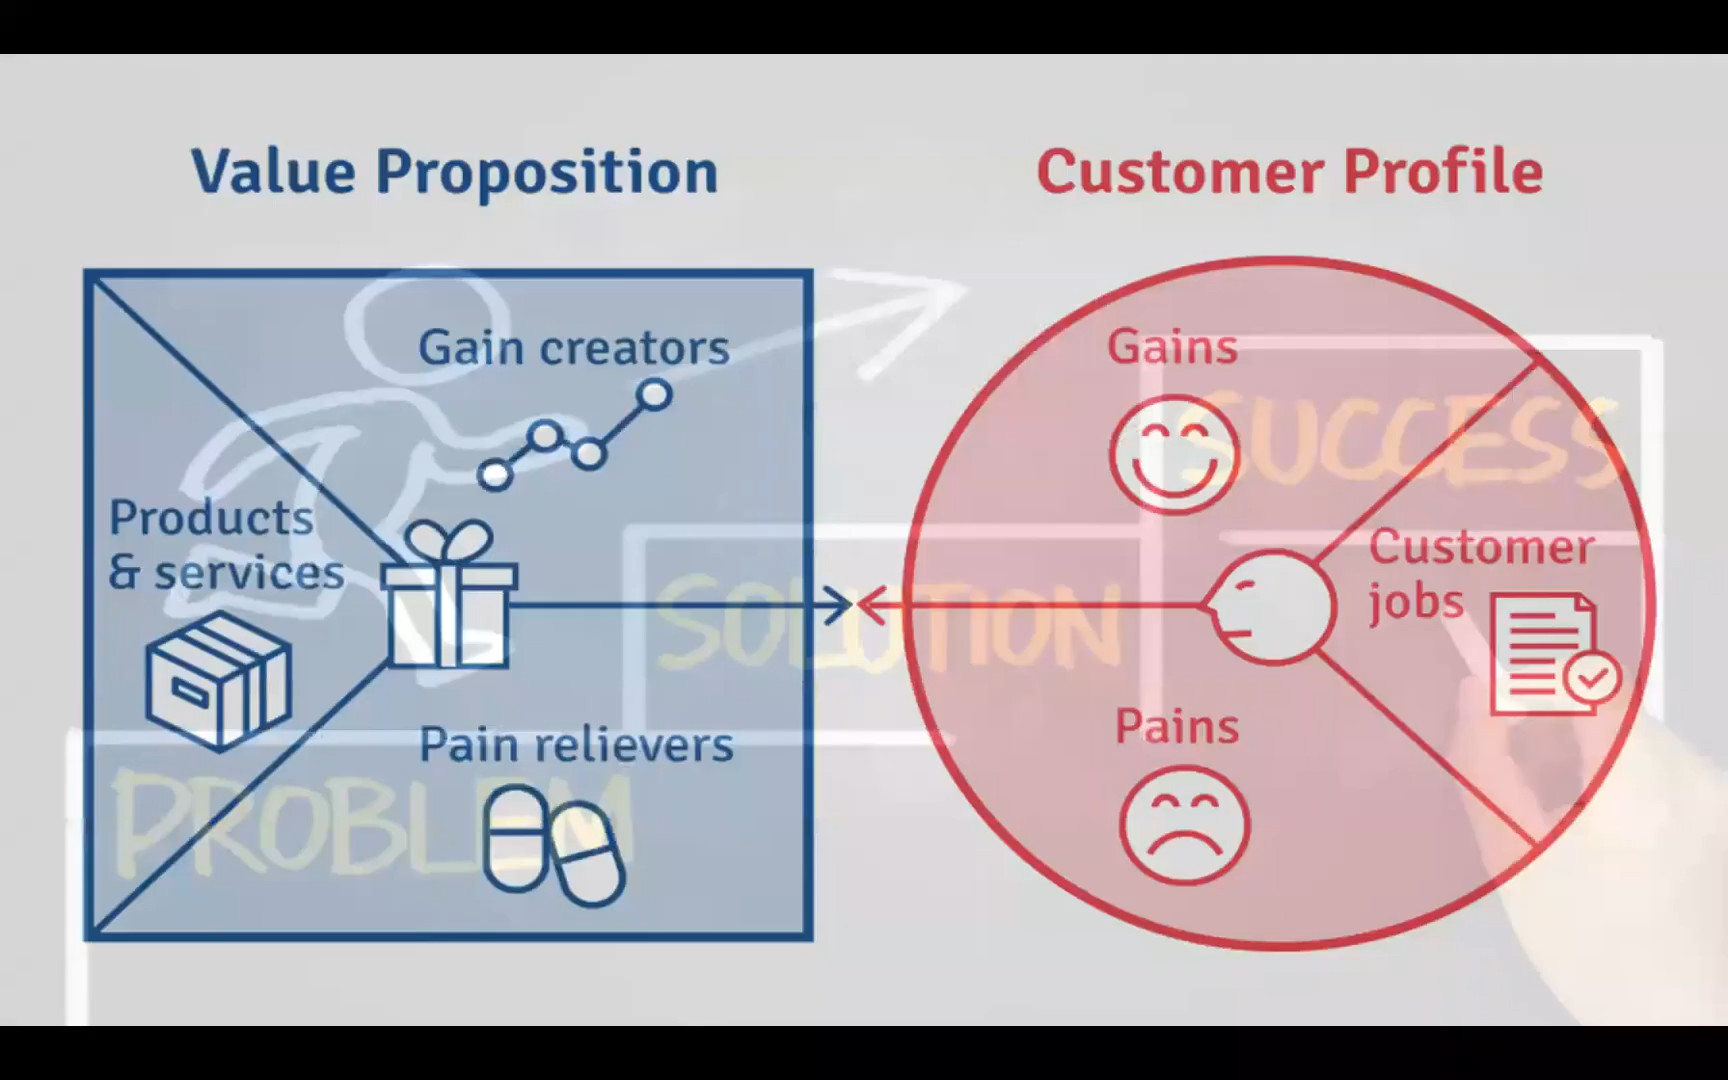 Value Proposition
Customer Profile
Gain creators
Products
& services
Pain relievers
Gains
Customer
jobs
Pains
SUCCESS
SOLUTION
PROBLEM